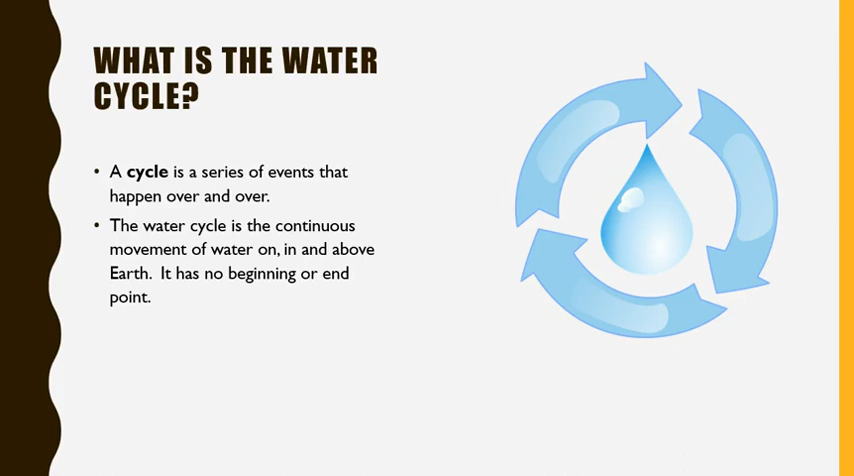 WHAT IS THE WATER
CYCLE?
• A cycle is a series of events that
happen over and over.
• The water cycle is the continuous
movement of water on, in and above
Earth.  It has no beginning or end
point.